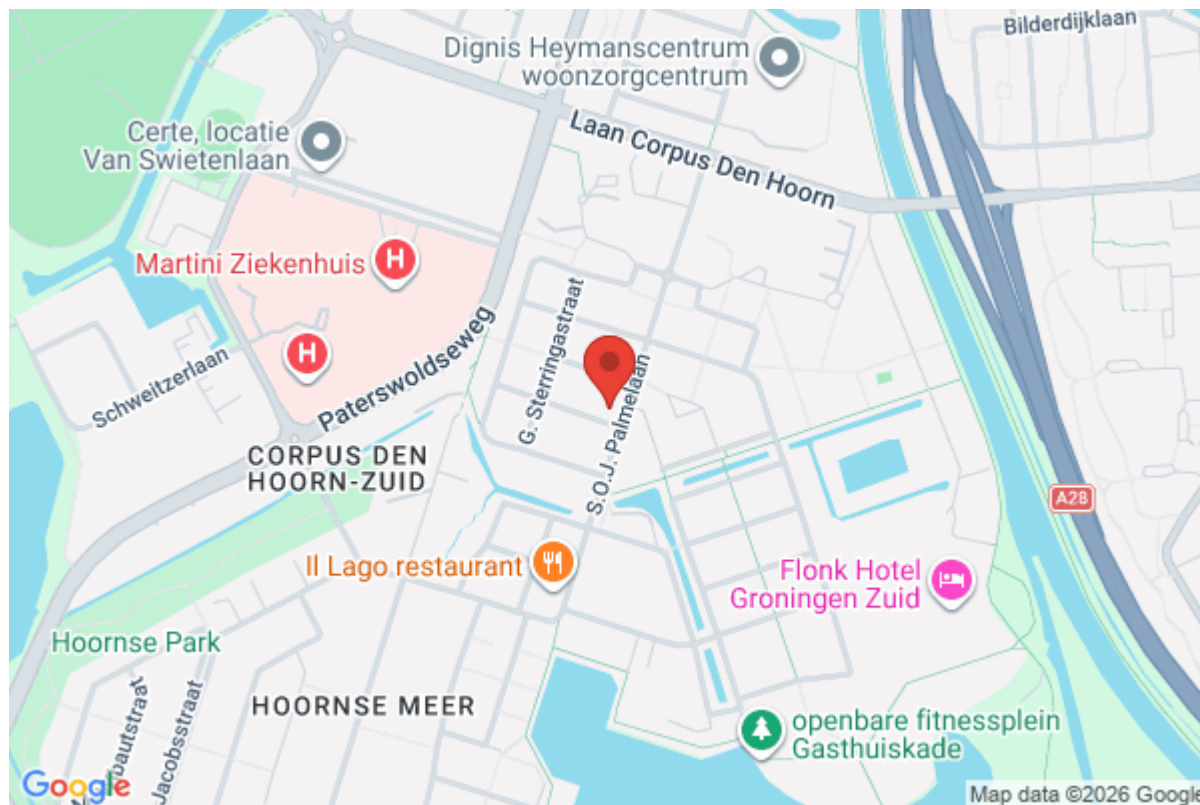 Bilderdijklaan
Dignis Heymanscentrum
woonzorgcentrum
Certe, locatie
Van Swietenlaan
Laan Corpus Den Hoorn
Martini Ziekenhuis
H
H
G. Sterringastraat
Paterswoldseweg
Schweitzerlaan
S.O.J. Palmelaan
CORPUS DEN
HOORN-ZUID
A28
Il Lago restaurant
Flonk Hotel
Groningen Zuid
Hoornse Park
HOORNSE MEER
bautstraat
Jacobsstraat
openbare fitnessplein
Gasthuiskade
Google
Map data ©2026 Google